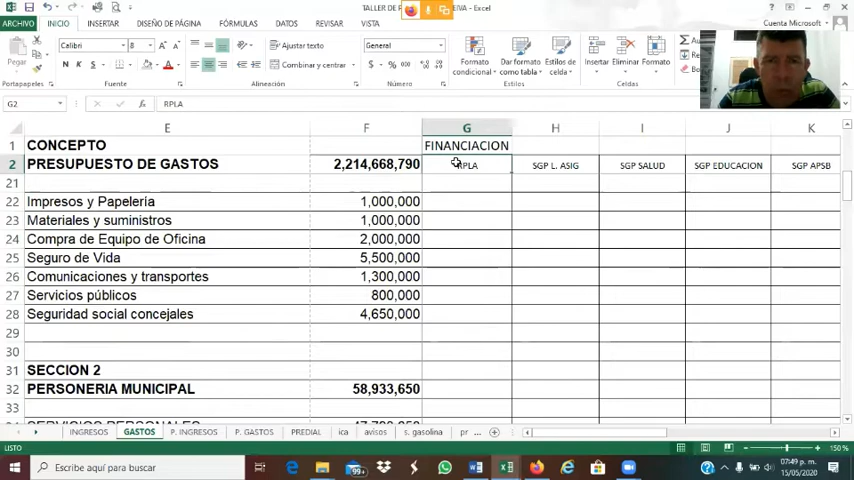 TALLER DE P
EIVA - Excel
ARCHIVO INICIO INSERTAR DISEÑO DE PÁGINA FÓRMULAS DATOS REVISAR VISTA
Cuenta Microsoft
Pegar
Calibri 8
N K S
Ajustar texto
Combinar y centrar
General
$ % 000
Formato condicional
Dar formato como tabla
Estilos de celda
Insertar Eliminar Formato
Portapapeles Fuente Alineación Número Estilos
G2 RPLA
E F G H I J K
1 CONCEPTO FINANCIACION
2 PRESUPUESTO DE GASTOS 2,214,668,790 RPLA SGP L. ASIG SGP SALUD SGP EDUCACION SGP APSB
21
22 Impresos y Papelería 1,000,000
23 Materiales y suministros 1,000,000
24 Compra de Equipo de Oficina 2,000,000
25 Seguro de Vida 5,500,000
26 Comunicaciones y transportes 1,300,000
27 Servicios públicos 800,000
28 Seguridad social concejales 4,650,000
29
30
31 SECCION 2
32 PERSONERIA MUNICIPAL 58,933,650
33
INGRESOS GASTOS P. INGRESOS P. GASTOS PREDIAL ica avisos s. gasolina pr ...
LISTO 150 %
Escribe aquí para buscar
99+
07:49 p. m.
15/05/2020